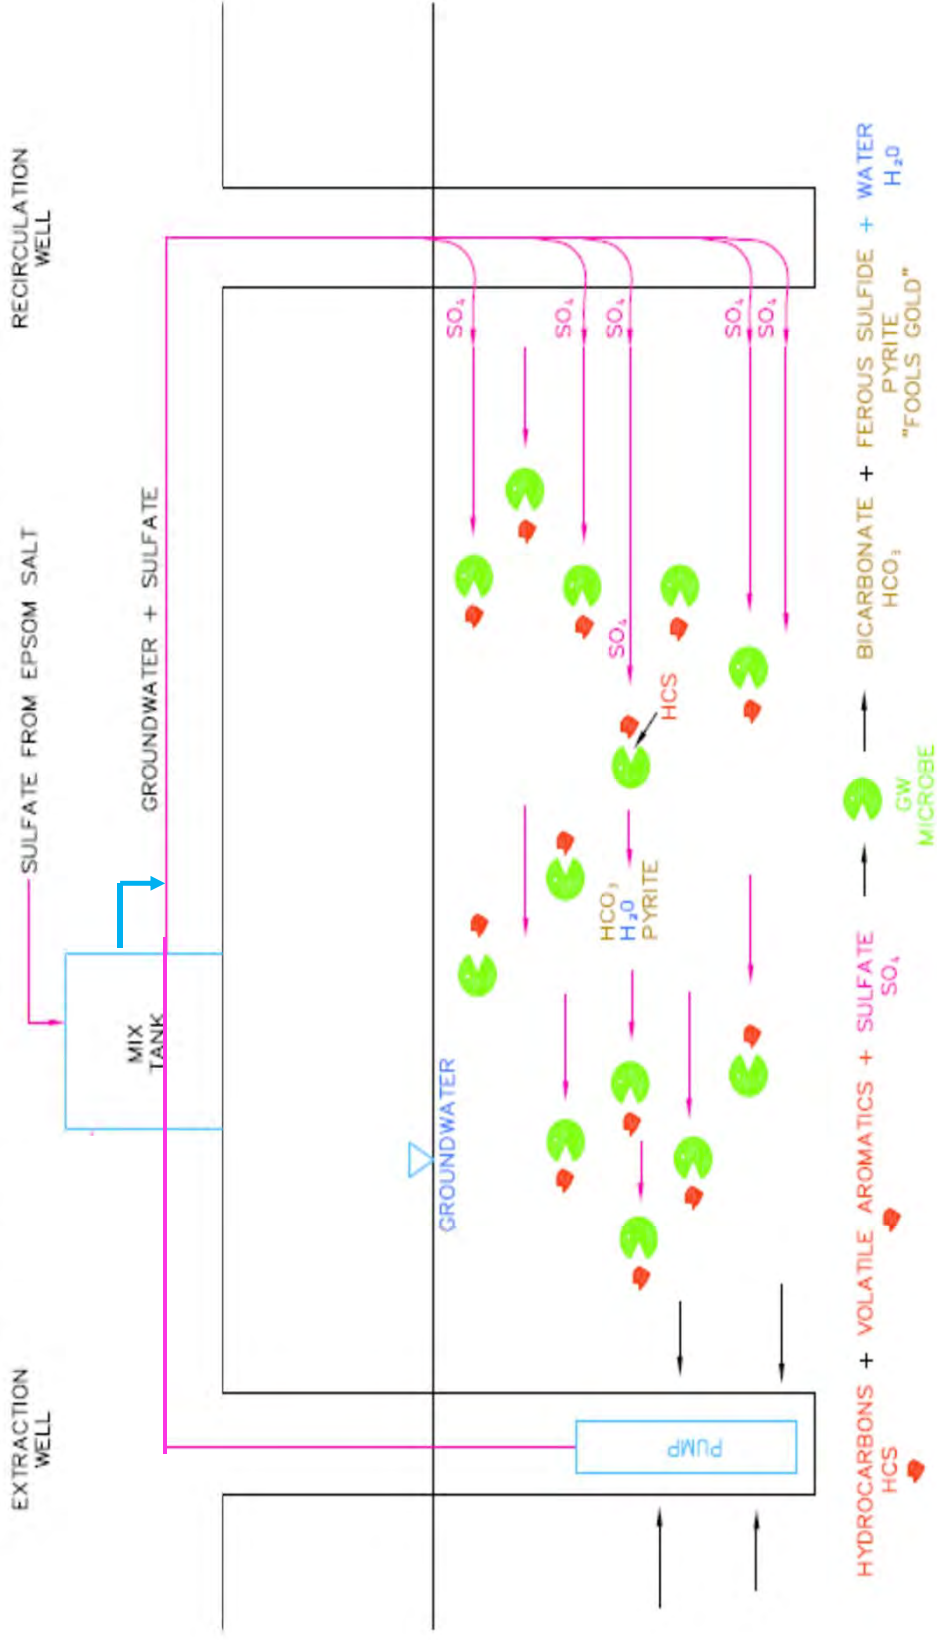 EXTRACTION
WELL
SULFATE FROM EPSOM SALT
RECIRCULATION
WELL
MIX
TANK
GROUNDWATER + SULFATE
GROUNDWATER
SO₄
SO₄
SO₄
SO₄
SO₄
SO₄
HCS
HCO₃
H₂O
PYRITE
PUMP
HYDROCARBONS + VOLATILE AROMATICS + SULFATE
HCS
SO₄
GW
MICROBE
BICARBONATE + FEROUS SULFIDE + WATER
HCO₃
PYRITE
"FOOLS GOLD"
H₂O